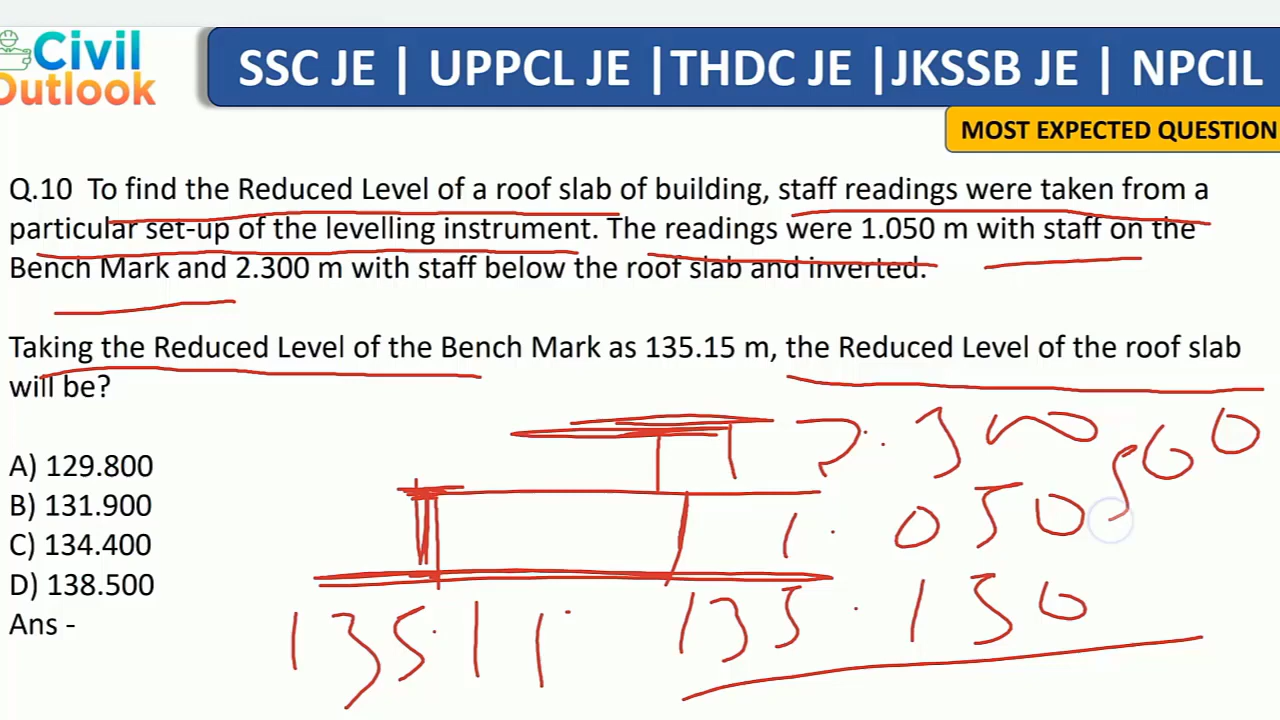 Civil
Outlook
SSC JE | UPPCL JE |THDC JE |JKSSB JE | NPCIL
MOST EXPECTED QUESTION
Q.10 To find the Reduced Level of a roof slab of building, staff readings were taken from a
particular set-up of the levelling instrument. The readings were 1.050 m with staff on the
Bench Mark and 2.300 m with staff below the roof slab and inverted.
Taking the Reduced Level of the Bench Mark as 135.15 m, the Reduced Level of the roof slab
will be?
A) 129.800
B) 131.900
C) 134.400
D) 138.500
Ans -
2.300
1.050
135.150
135.11